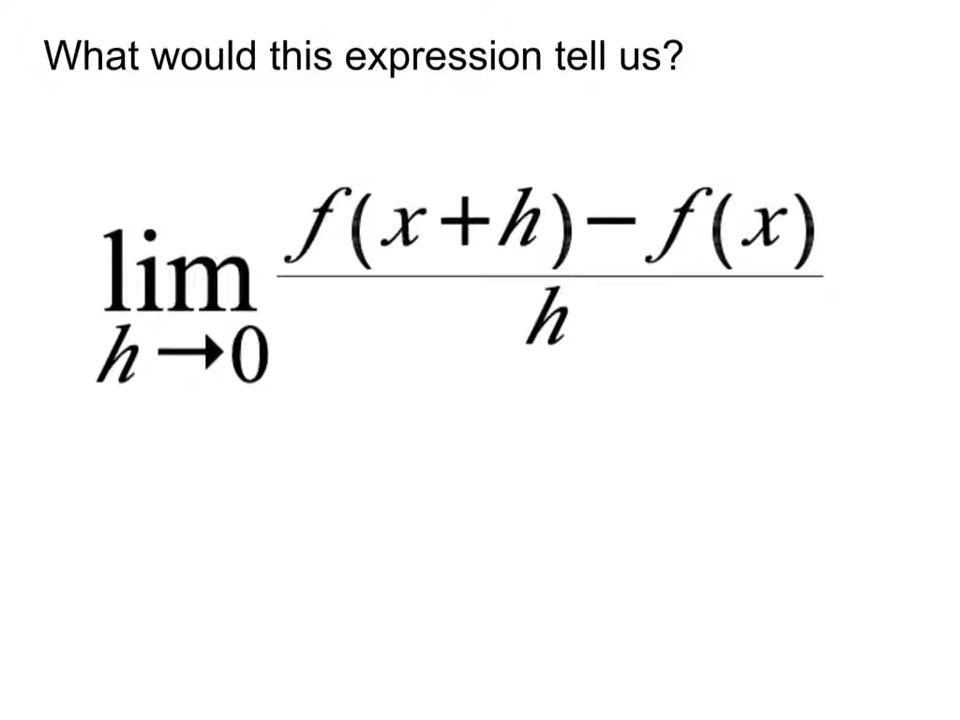 What would this expression tell us?
lim f(x+h)−f(x)
h→0 h